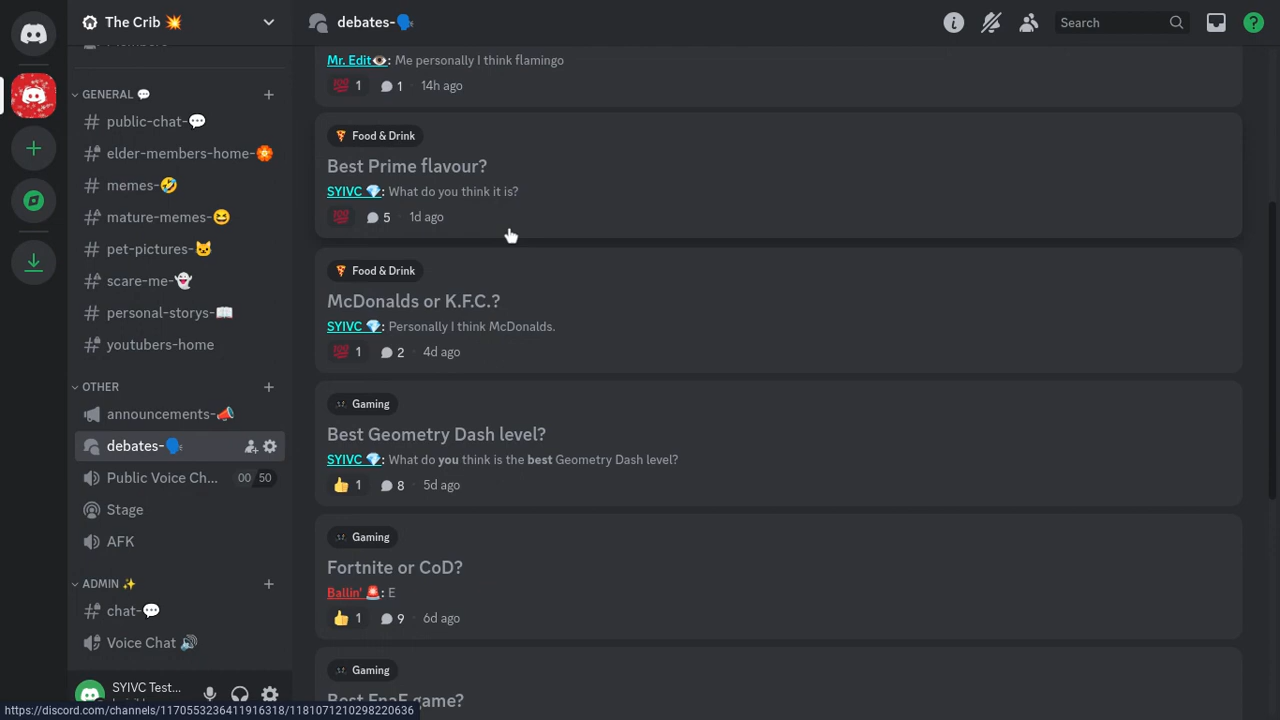 The Crib 💥
debates-🗣
Search
Members
GENERAL 💬
public-chat-💬
elder-members-home-🏵
memes-🤣
mature-memes-😆
pet-pictures-🐱
scare-me-👻
personal-storys-📖
youtubers-home
OTHER
announcements-📣
debates-🗣
Public Voice Ch... 00 50
Stage
AFK
ADMIN ✨
chat-💬
Voice Chat 🔊
SYIVC Test...
https://discord.com/channels/1170553236411916318/1181071210298220636
Mr. Edit👁: Me personally I think flamingo
💯 1 1 · 14h ago
Food & Drink
Best Prime flavour?
SYIVC 💎: What do you think it is?
💯 5 · 1d ago
Food & Drink
McDonalds or K.F.C.?
SYIVC 💎: Personally I think McDonalds.
💯 1 2 · 4d ago
Gaming
Best Geometry Dash level?
SYIVC 💎: What do you think is the best Geometry Dash level?
👍 1 8 · 5d ago
Gaming
Fortnite or CoD?
Ballin' 🚨: E
👍 1 9 · 6d ago
Gaming
Best FnaF game?